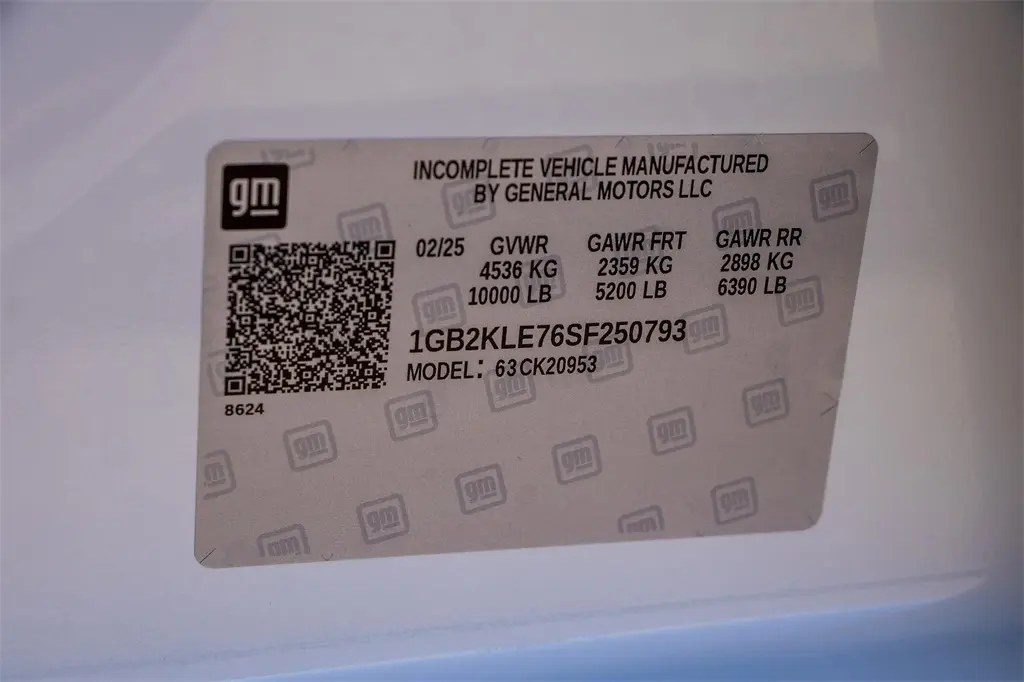 gm
INCOMPLETE VEHICLE MANUFACTURED
BY GENERAL MOTORS LLC
02/25 GVWR GAWR FRT GAWR RR
4536 KG 2359 KG 2898 KG
10000 LB 5200 LB 6390 LB
1GB2KLE76SF250793
MODEL: 63CK20953
8624